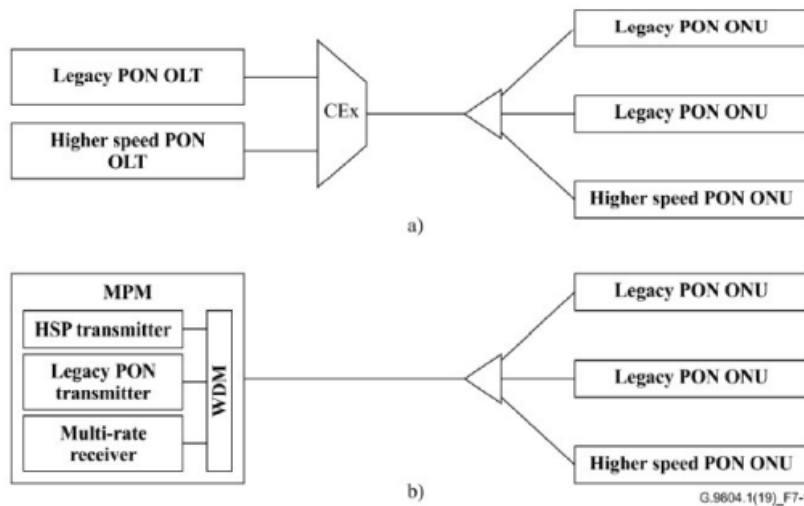 Legacy PON OLT
Higher speed PON
OLT
CEx
Legacy PON ONU
Legacy PON ONU
Higher speed PON ONU
a)
MPM
HSP transmitter
Legacy PON
transmitter
Multi-rate
receiver
WDM
Legacy PON ONU
Legacy PON ONU
Higher speed PON ONU
b)
G.9804.1(19)_F7-